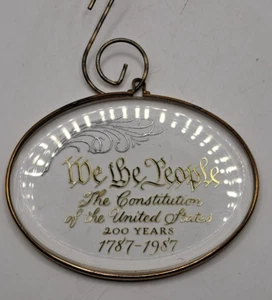 We the People
The Constitution
of the United States
200 YEARS
1787-1987